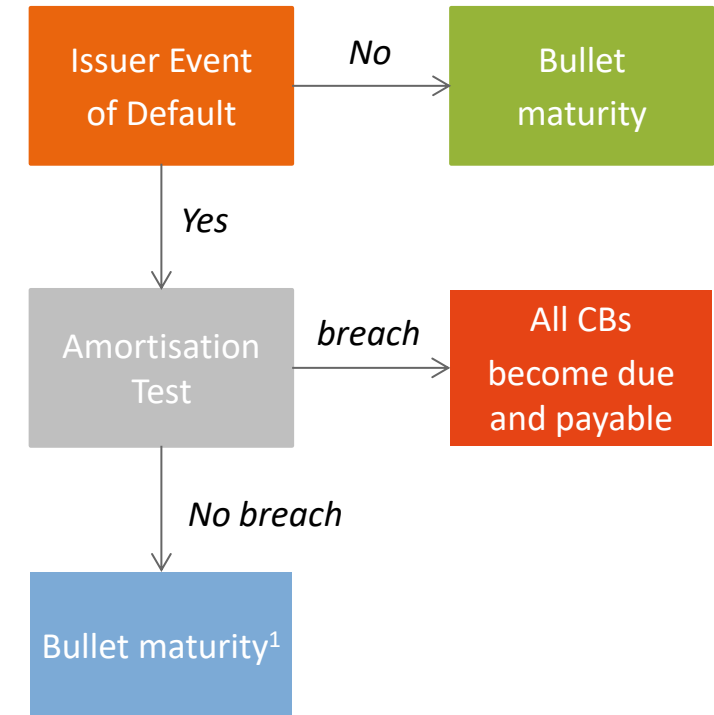 Issuer Event
of Default
No
Bullet
maturity
Yes
Amortisation
Test
breach
All CBs
become due
and payable
No breach
Bullet maturity¹